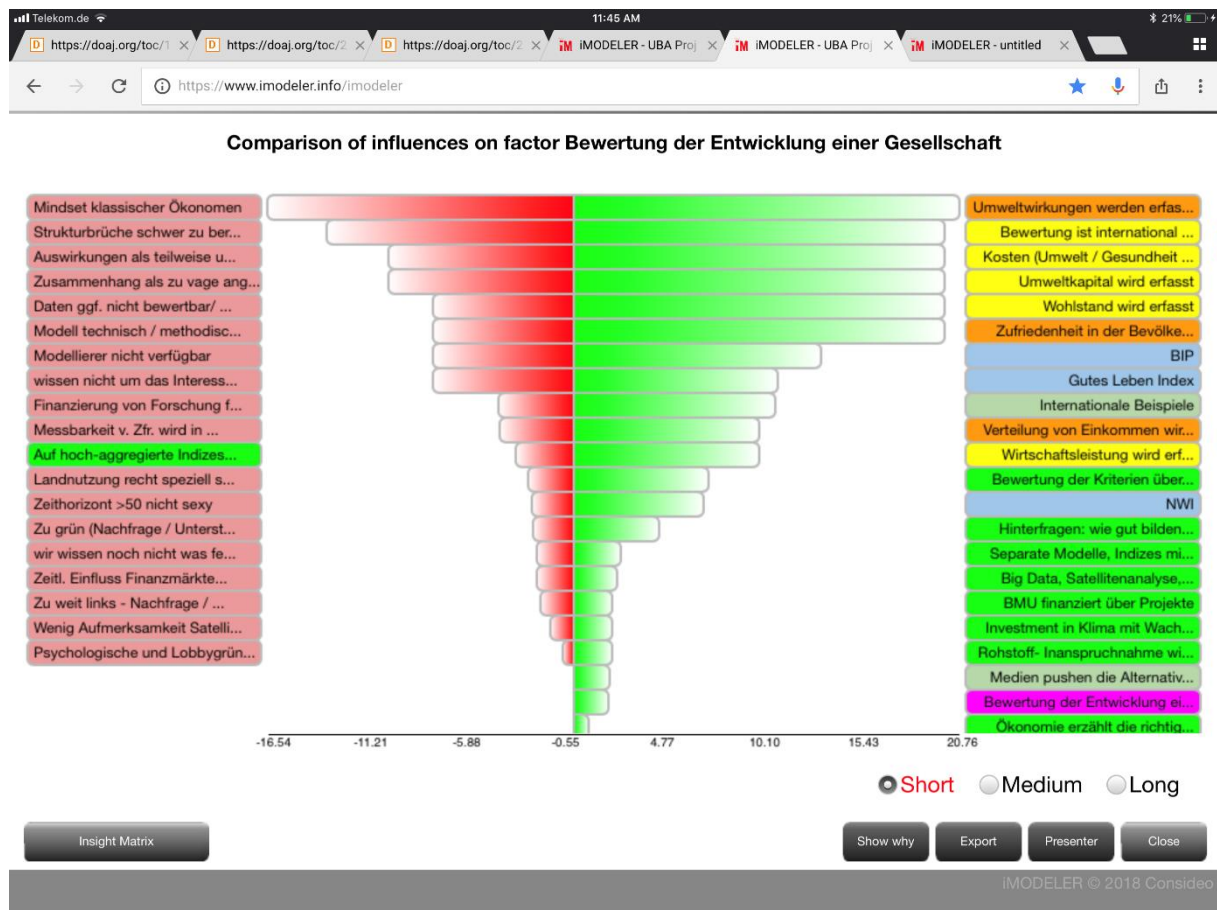 Telekom.de
11:45 AM
21%
https://doaj.org/toc/1
https://doaj.org/toc/2
https://doaj.org/toc/2
iMODELER - UBA Proj
iMODELER - UBA Proj
iMODELER - untitled
https://www.imodeler.info/imodeler
Comparison of influences on factor Bewertung der Entwicklung einer Gesellschaft
Mindset klassischer Ökonomen
Strukturbrüche schwer zu ber...
Auswirkungen als teilweise u...
Zusammenhang als zu vage ang...
Daten ggf. nicht bewertbar/ ...
Modell technisch / methodisc...
Modellierer nicht verfügbar
wissen nicht um das Interess...
Finanzierung von Forschung f...
Messbarkeit v. Zfr. wird in ...
Auf hoch-aggregierte Indizes...
Landnutzung recht speziell s...
Zeithorizont >50 nicht sexy
Zu grün (Nachfrage / Unterst...
wir wissen noch nicht was fe...
Zeitl. Einfluss Finanzmärkte...
Zu weit links - Nachfrage / ...
Wenig Aufmerksamkeit Satelli...
Psychologische und Lobbygrün...
Umweltwirkungen werden erfas...
Bewertung ist international ...
Kosten (Umwelt / Gesundheit ...
Umweltkapital wird erfasst
Wohlstand wird erfasst
Zufriedenheit in der Bevölke...
BIP
Gutes Leben Index
Internationale Beispiele
Verteilung von Einkommen wir...
Wirtschaftsleistung wird erf...
Bewertung der Kriterien über...
NWI
Hinterfragen: wie gut bilden...
Separate Modelle, Indizes mi...
Big Data, Satellitenanalyse,...
BMU finanziert über Projekte
Investment in Klima mit Wach...
Rohstoff- Inanspruchnahme wi...
Medien pushen die Alternativ...
Bewertung der Entwicklung ei...
Ökonomie erzählt die richtig...
-16.54 -11.21 -5.88 -0.55 4.77 10.10 15.43 20.76
Short Medium Long
Insight Matrix
Show why Export Presenter Close
iMODELER © 2018 Consideo